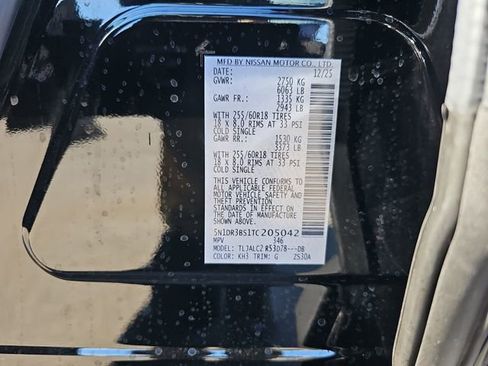 MFD BY NISSAN MOTOR CO., LTD.
DATE: 12/25
GVWR: 2750 KG
6063 LB
GAWR FR.: 1335 KG
2943 LB
WITH 255/60R18 TIRES
18 x 8.0 RIMS AT 33 PSI
COLD SINGLE
GAWR RR.: 1530 KG
3373 LB
WITH 255/60R18 TIRES
18 x 8.0 RIMS AT 33 PSI
COLD SINGLE
THIS VEHICLE CONFORMS TO
ALL APPLICABLE FEDERAL
MOTOR VEHICLE SAFETY
AND THEFT PREVENTION
STANDARDS IN EFFECT ON
THE DATE OF MANUFACTURE
SHOWN ABOVE.
5N1DR3BS1TC205042
MPV 346
MODEL: TLJALC2 R53D78---DB
COLOR: KH3 TRIM: G 2S30A